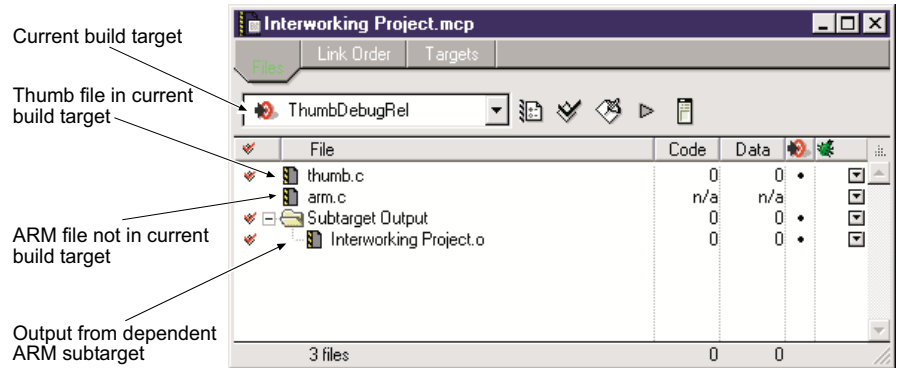 Current build target
Thumb file in current
build target
ARM file not in current
build target
Output from dependent
ARM subtarget
Interworking Project.mcp
Files Link Order Targets
ThumbDebugRel
File Code Data
thumb.c 0 0
arm.c n/a n/a
Subtarget Output 0 0
Interworking Project.o 0 0
3 files 0 0